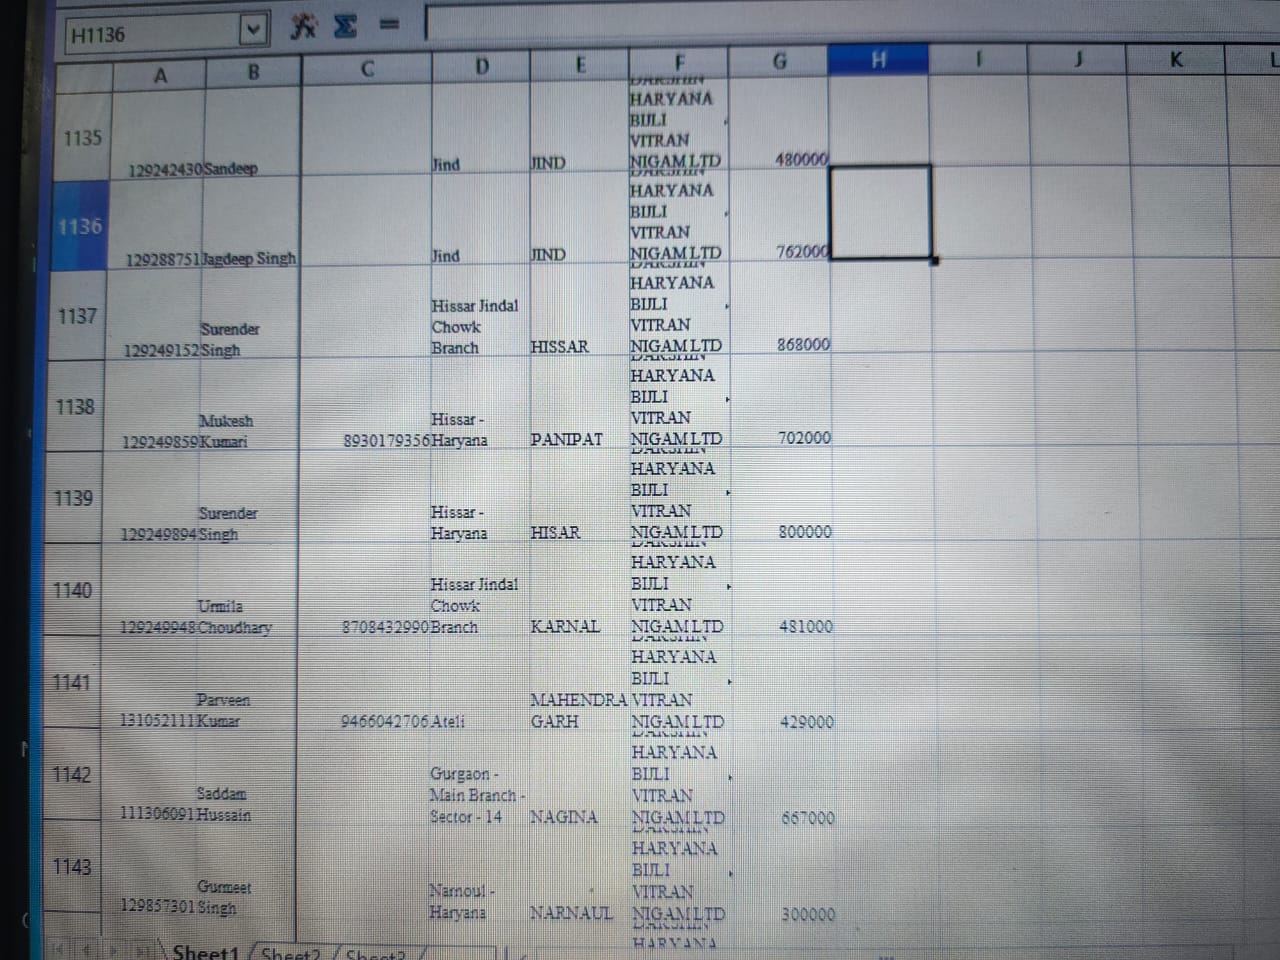 H1136
A B C D E F G H I J K L
HARYANA
BIJLI
1135
VITRAN
129242430 Sandeep Jind JIND NIGAM LTD 480000
HARYANA
1136
BIJLI
VITRAN
129288751 Jagdeep Singh Jind JIND NIGAM LTD 762000
HARYANA
Hissar Jindal BIJLI
1137
Surender Chowk VITRAN
129249152 Singh Branch HISSAR NIGAM LTD 868000
HARYANA
1138
BIJLI
Mukesh Hissar - VITRAN
129249859 Kumari 8930179356 Haryana PANIPAT NIGAM LTD 702000
HARYANA
1139
BIJLI
Surender Hissar - VITRAN
129249894 Singh Haryana HISAR NIGAM LTD 800000
HARYANA
1140
Hissar Jindal BIJLI
Urmila Chowk VITRAN
129249948 Choudhary 8708432990 Branch KARNAL NIGAM LTD 481000
HARYANA
1141
BIJLI
Parveen MAHENDRA VITRAN
131052111 Kumar 9466042706 Ateli GARH NIGAM LTD 429000
HARYANA
1142
Gurgaon - BIJLI
Saddam Main Branch - VITRAN
111306091 Hussain Sector - 14 NAGINA NIGAM LTD 667000
HARYANA
1143
BIJLI
Gurmeet Narnoul - VITRAN
129857301 Singh Haryana NARNAUL NIGAM LTD 300000
HARYANA
Sheet1 Sheet2 Sheet3